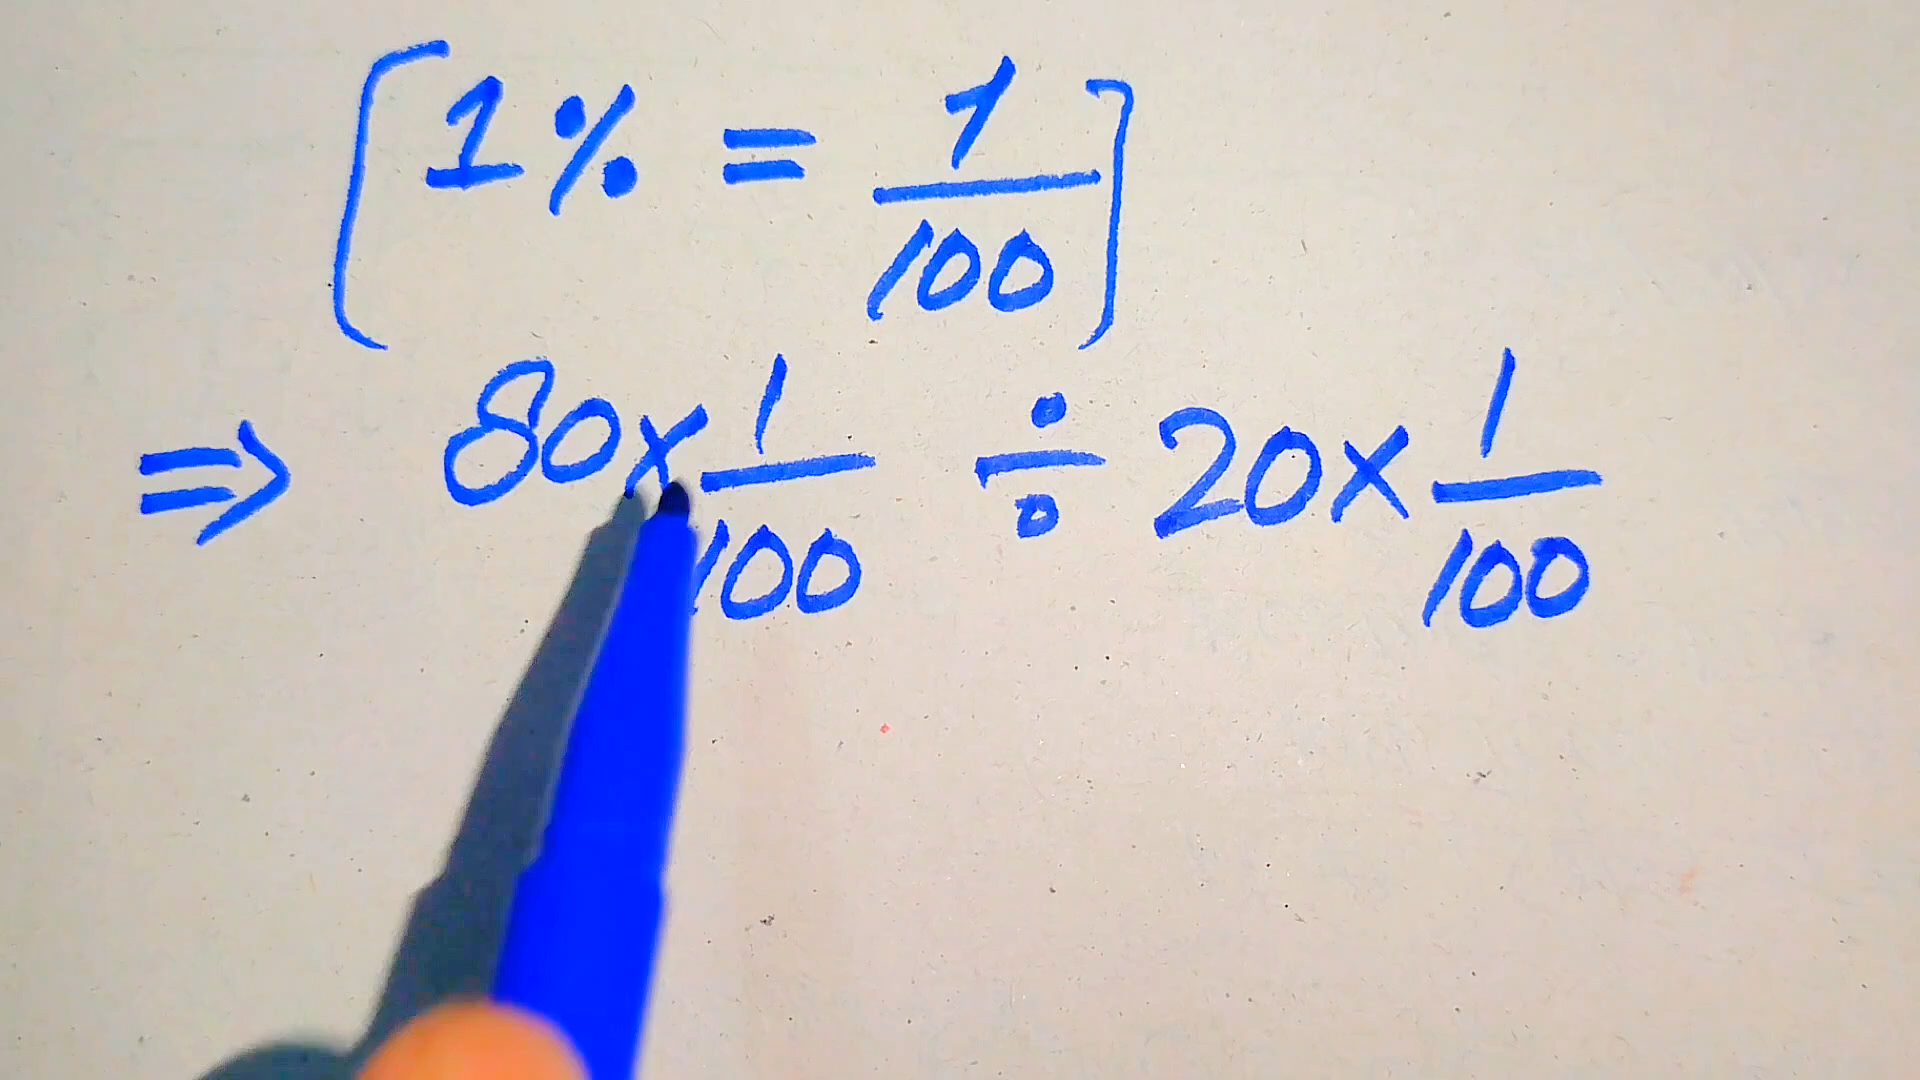 [1% = 1/100]
⇒ 80 × 1/100 ÷ 20 × 1/100